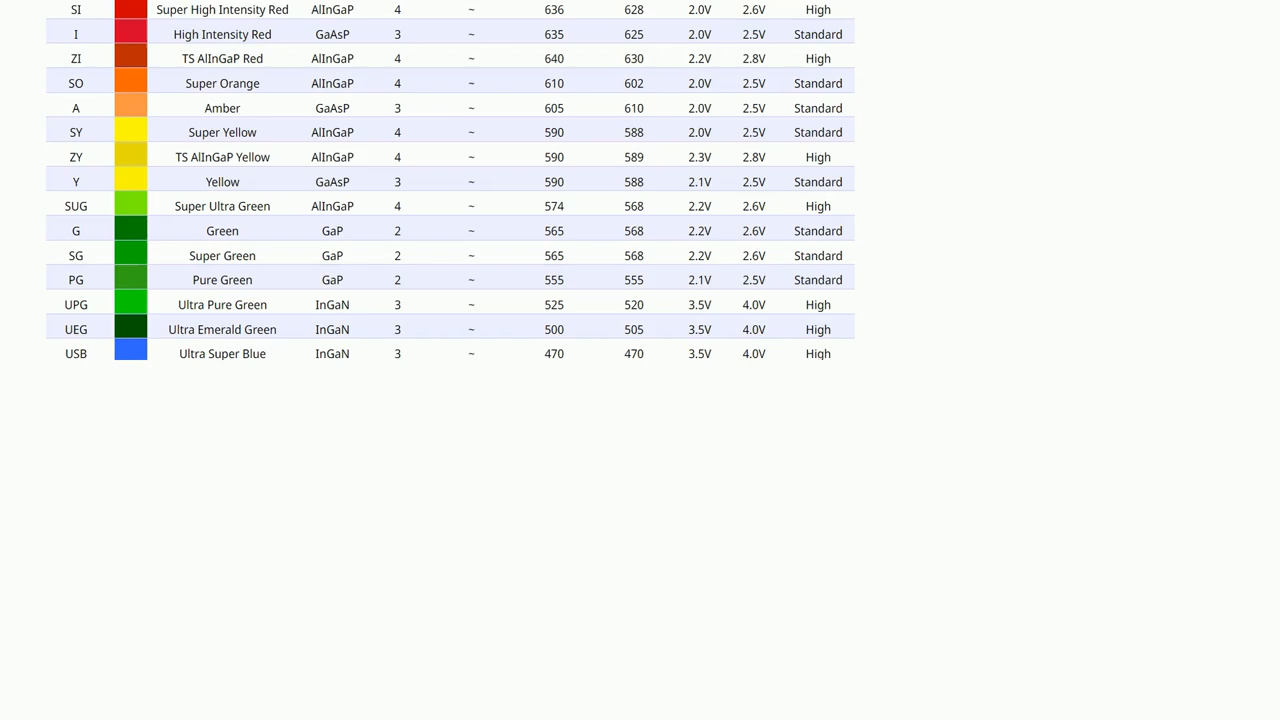 SI Super High Intensity Red AlInGaP 4 ~ 636 628 2.0V 2.6V High
I High Intensity Red GaAsP 3 ~ 635 625 2.0V 2.5V Standard
ZI TS AlInGaP Red AlInGaP 4 ~ 640 630 2.2V 2.8V High
SO Super Orange AlInGaP 4 ~ 610 602 2.0V 2.5V Standard
A Amber GaAsP 3 ~ 605 610 2.0V 2.5V Standard
SY Super Yellow AlInGaP 4 ~ 590 588 2.0V 2.5V Standard
ZY TS AlInGaP Yellow AlInGaP 4 ~ 590 589 2.3V 2.8V High
Y Yellow GaAsP 3 ~ 590 588 2.1V 2.5V Standard
SUG Super Ultra Green AlInGaP 4 ~ 574 568 2.2V 2.6V High
G Green GaP 2 ~ 565 568 2.2V 2.6V Standard
SG Super Green GaP 2 ~ 565 568 2.2V 2.6V Standard
PG Pure Green GaP 2 ~ 555 555 2.1V 2.5V Standard
UPG Ultra Pure Green InGaN 3 ~ 525 520 3.5V 4.0V High
UEG Ultra Emerald Green InGaN 3 ~ 500 505 3.5V 4.0V High
USB Ultra Super Blue InGaN 3 ~ 470 470 3.5V 4.0V High